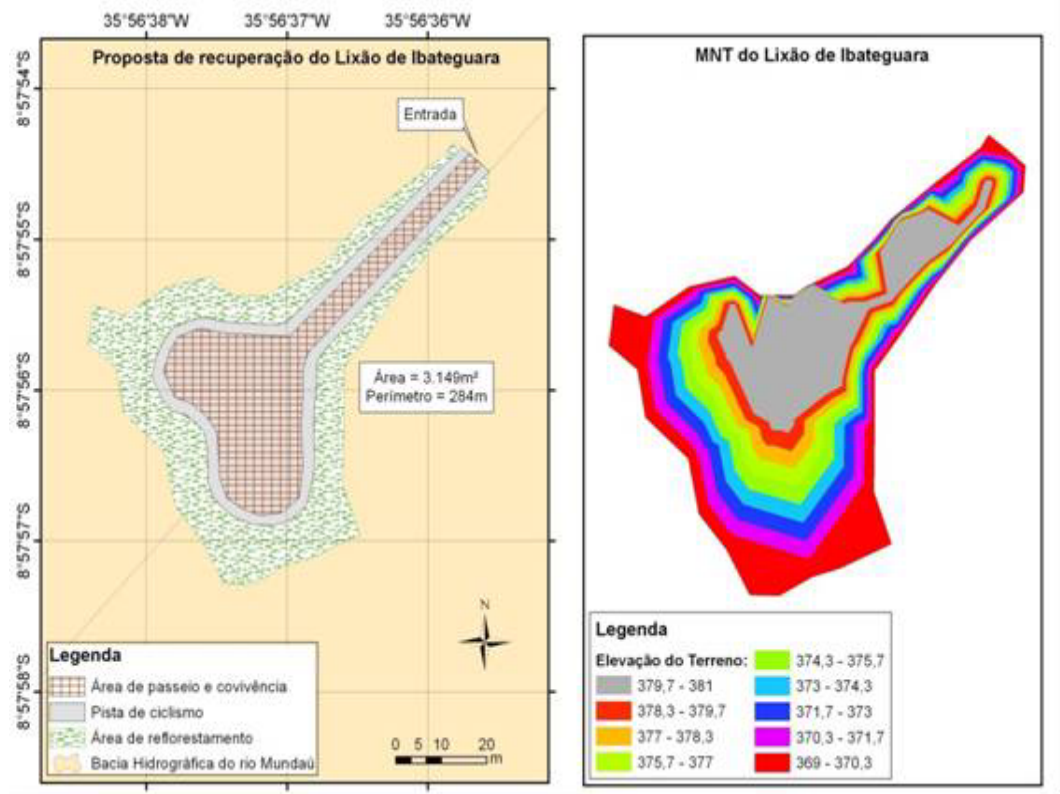 35°56'38"W
35°56'37"W
35°56'36"W
8°57'54"S
8°57'55"S
8°57'56"S
8°57'57"S
8°57'58"S
Proposta de recuperação do Lixão de Ibateguara
Entrada
Área = 3.149m²
Perímetro = 284m
N
Legenda
Área de passeio e covivência
Pista de ciclismo
Área de reflorestamento
Bacia Hidrográfica do rio Mundaú
0 5 10 20
m
MNT do Lixão de Ibateguara
Legenda
Elevação do Terreno:
379,7 - 381
378,3 - 379,7
377 - 378,3
375,7 - 377
374,3 - 375,7
373 - 374,3
371,7 - 373
370,3 - 371,7
369 - 370,3